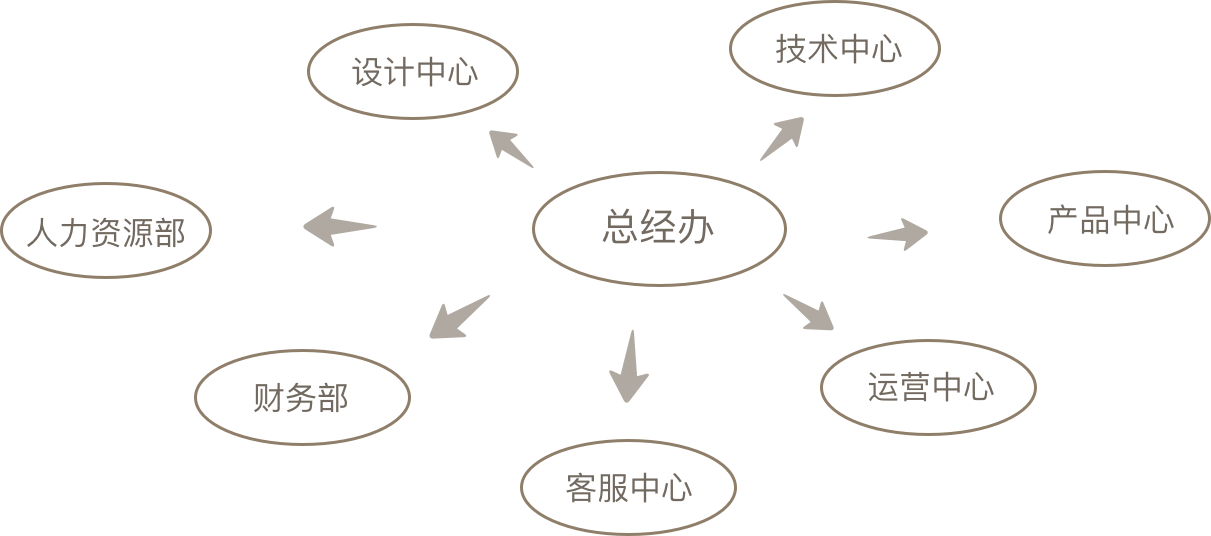 技术中心
设计中心
总经办
产品中心
人力资源部
运营中心
财务部
客服中心